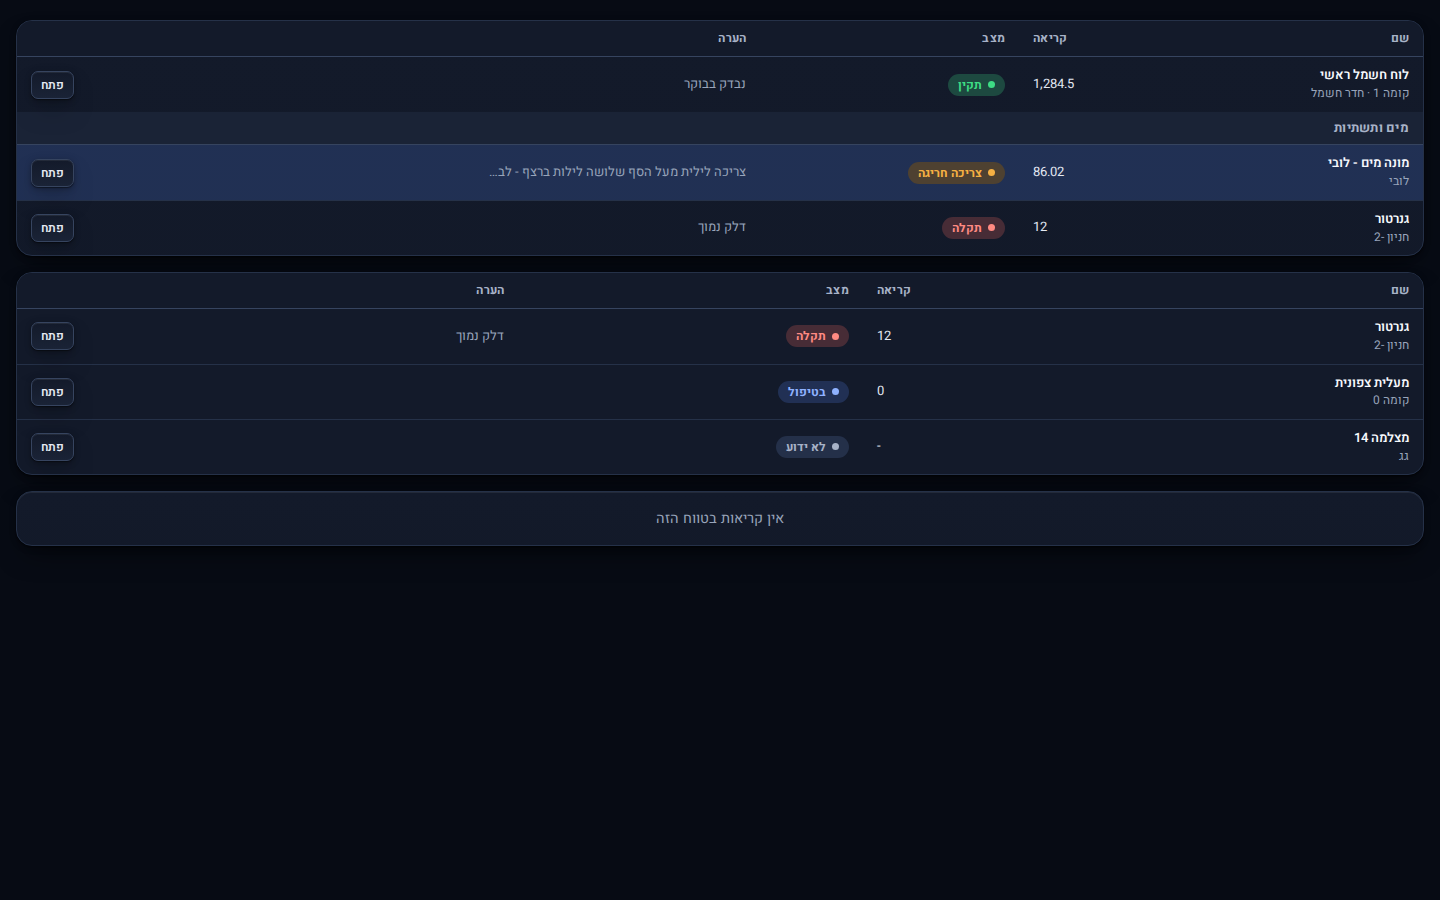 שם קריאה מצב הערה
לוח חשמל ראשי 1,284.5 תקין נבדק בבוקר פתח
קומה 1 · חדר חשמל
מים ותשתיות
מונה מים - לובי 86.02 צריכה חריגה צריכה לילית מעל הסף שלושה לילות ברצף - לב... פתח
לובי
גנרטור 12 תקלה דלק נמוך פתח
חניון -2
שם קריאה מצב הערה
גנרטור 12 תקלה דלק נמוך פתח
חניון -2
מעלית צפונית 0 בטיפול פתח
קומה 0
מצלמה 14 - לא ידוע פתח
גג
אין קריאות בטווח הזה